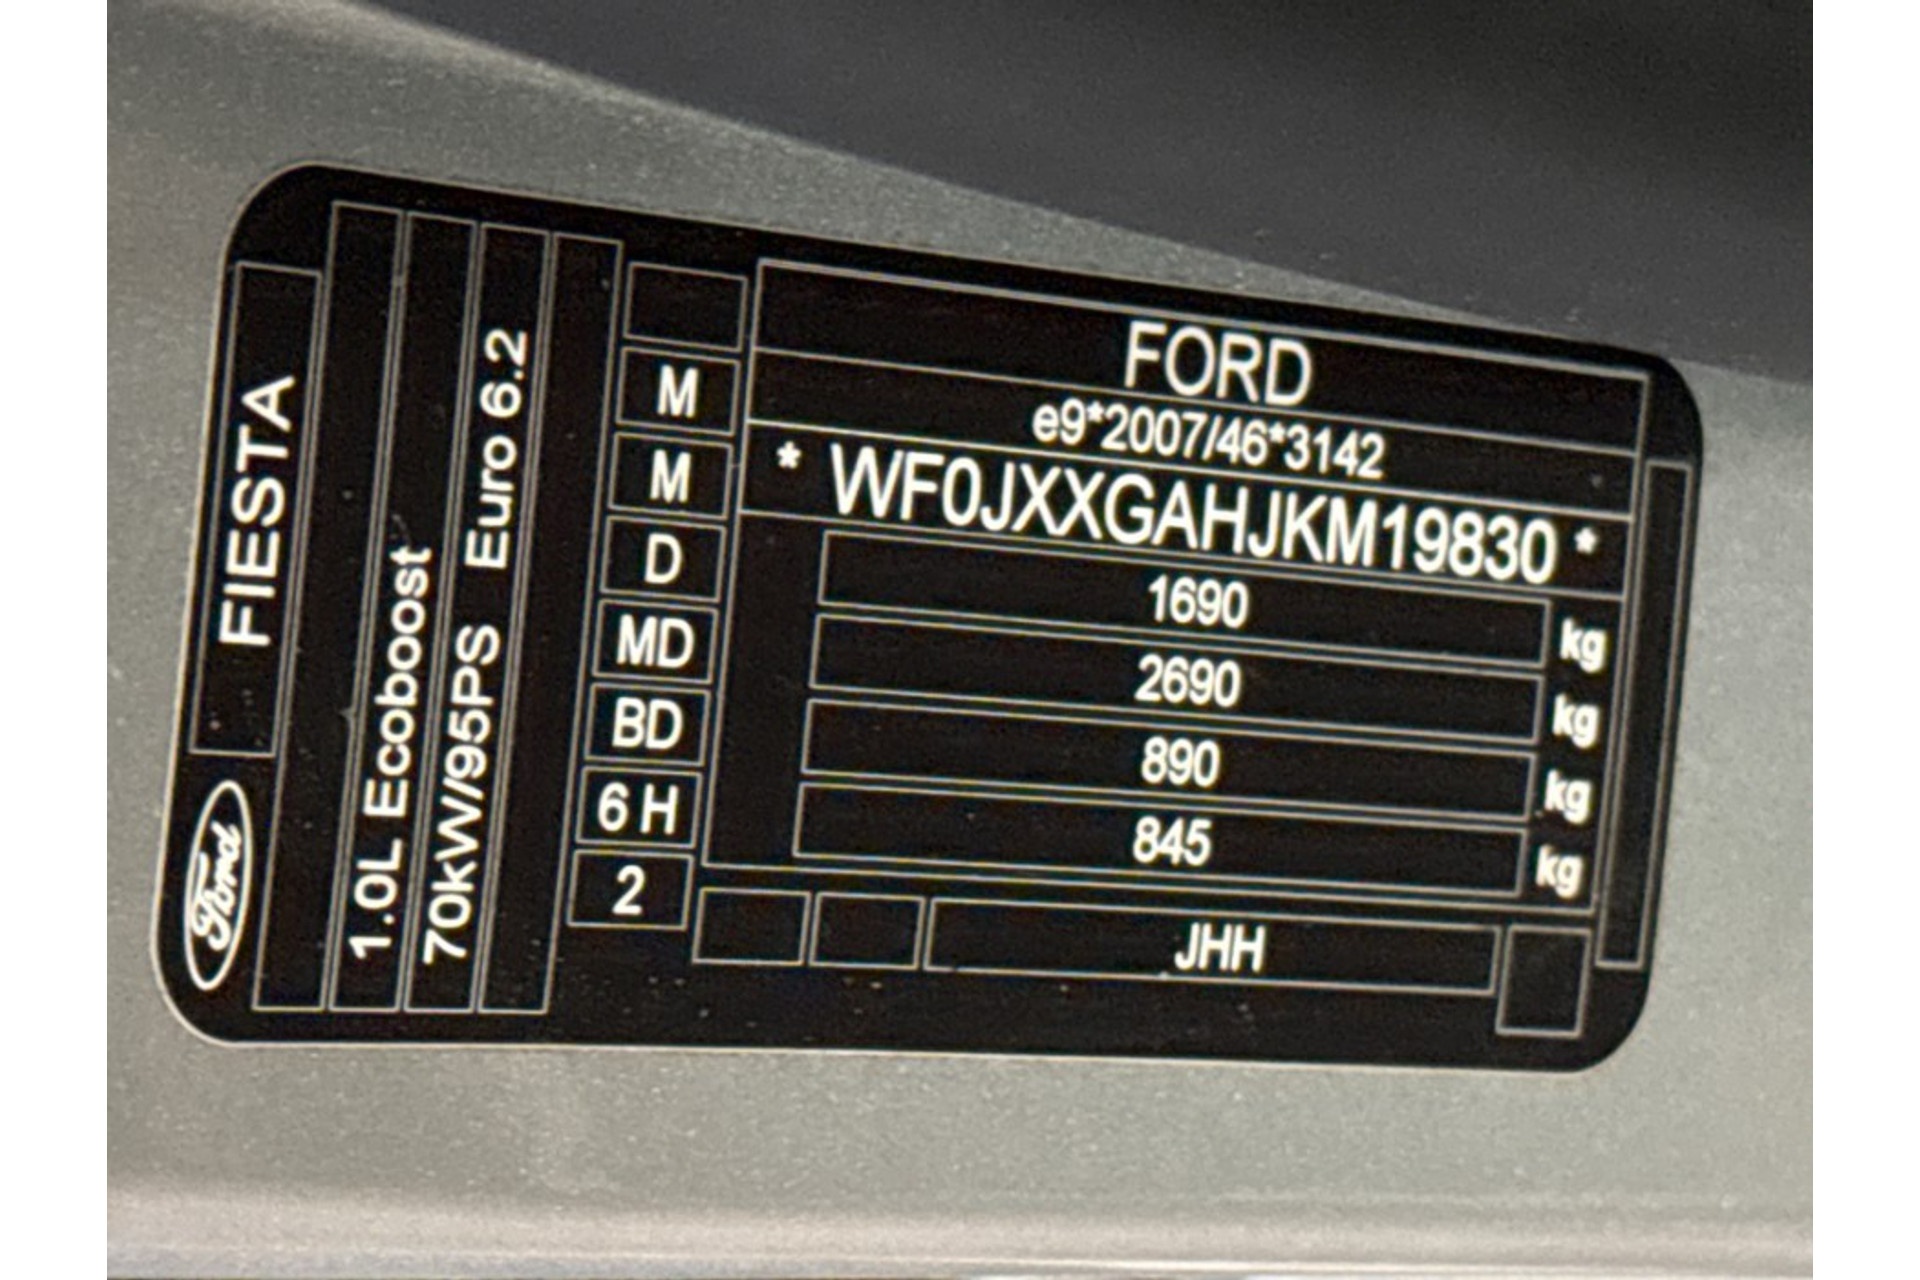 FORD
e9*2007/46*3142
* WF0JXXGAHJKM19830 *
1690 kg
2690 kg
890 kg
845 kg
JHH
M
M
D
MD
BD
6 H
2
Ford FIESTA
1.0L Ecoboost
70kW/95PS Euro 6.2